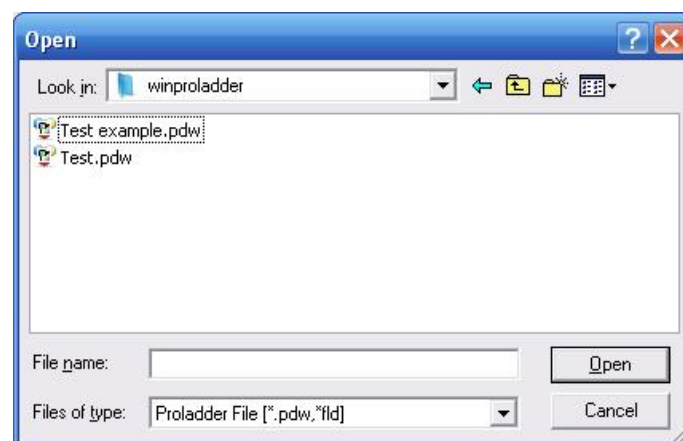 Open
Look in: winproladder
Test example.pdw
Test.pdw
File name:
Open
Files of type: Proladder File [*.pdw,*fld]
Cancel